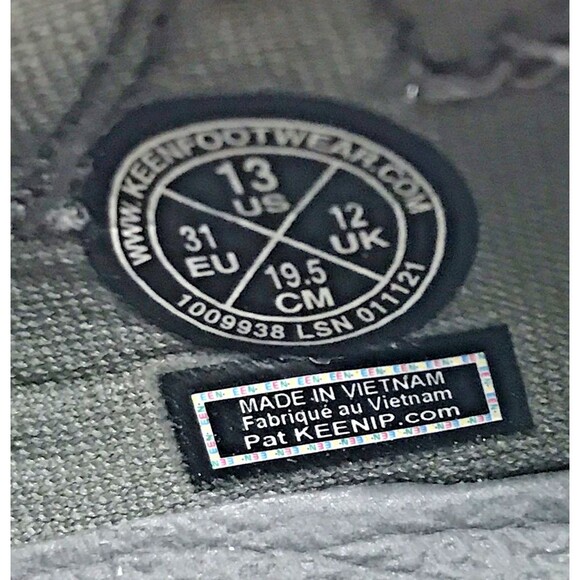 WWW.KEENFOOTWEAR.COM
13
US
31
EU
12
UK
19.5
CM
1009938 LSN 011121
MADE IN VIETNAM
Fabriqué au Vietnam
Pat KEENIP.com